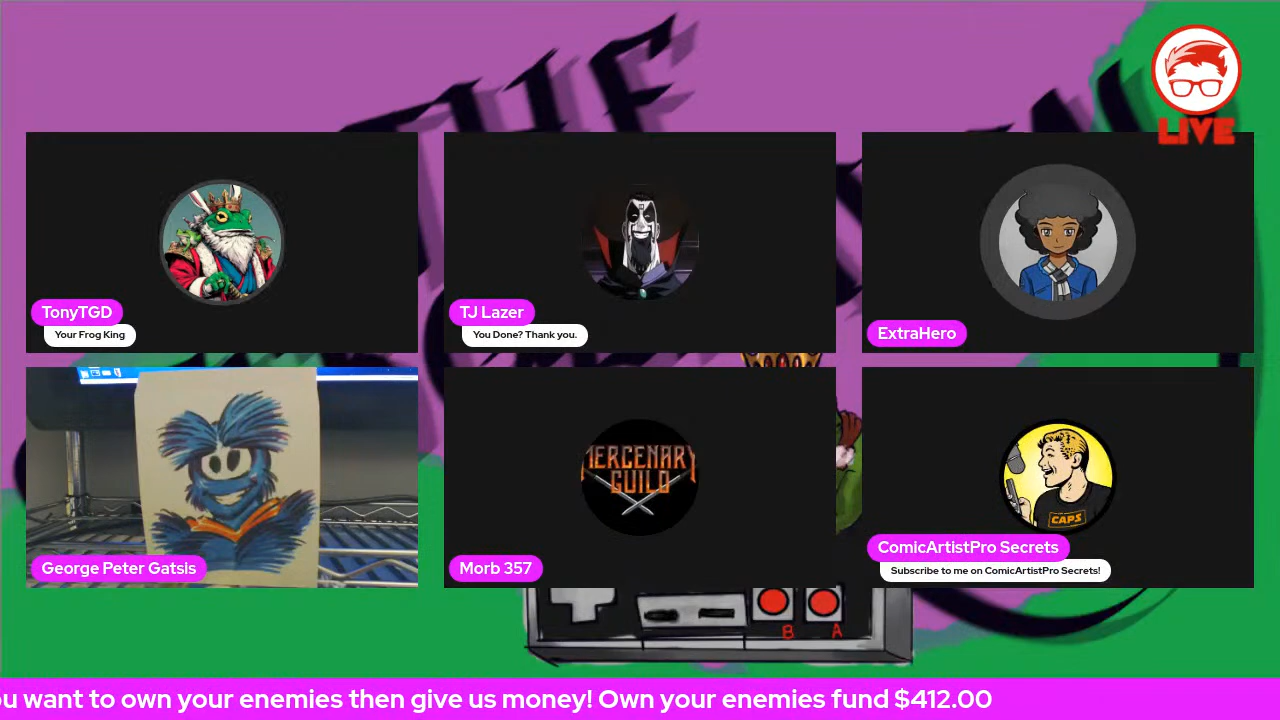 THE
LIVE
TonyTGD
Your Frog King
TJ Lazer
You Done? Thank you.
ExtraHero
George Peter Gatsis
MERCENARY
GUILD
Morb 357
CAPS
ComicArtistPro Secrets
Subscribe to me on ComicArtistPro Secrets!
B A
want to own your enemies then give us money! Own your enemies fund $412.00